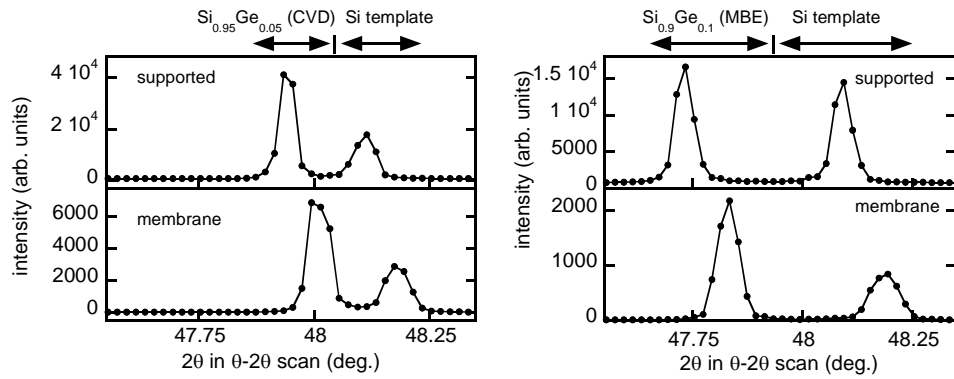 Si0.95Ge0.05 (CVD) Si template
4 10^4
supported
2 10^4
0
6000
membrane
4000
2000
0
47.75 48 48.25
2θ in θ-2θ scan (deg.)
intensity (arb. units)
Si0.9Ge0.1 (MBE) Si template
1.5 10^4
supported
1 10^4
5000
0
2000
membrane
1000
0
47.75 48 48.25
2θ in θ-2θ scan (deg.)
intensity (arb. units)